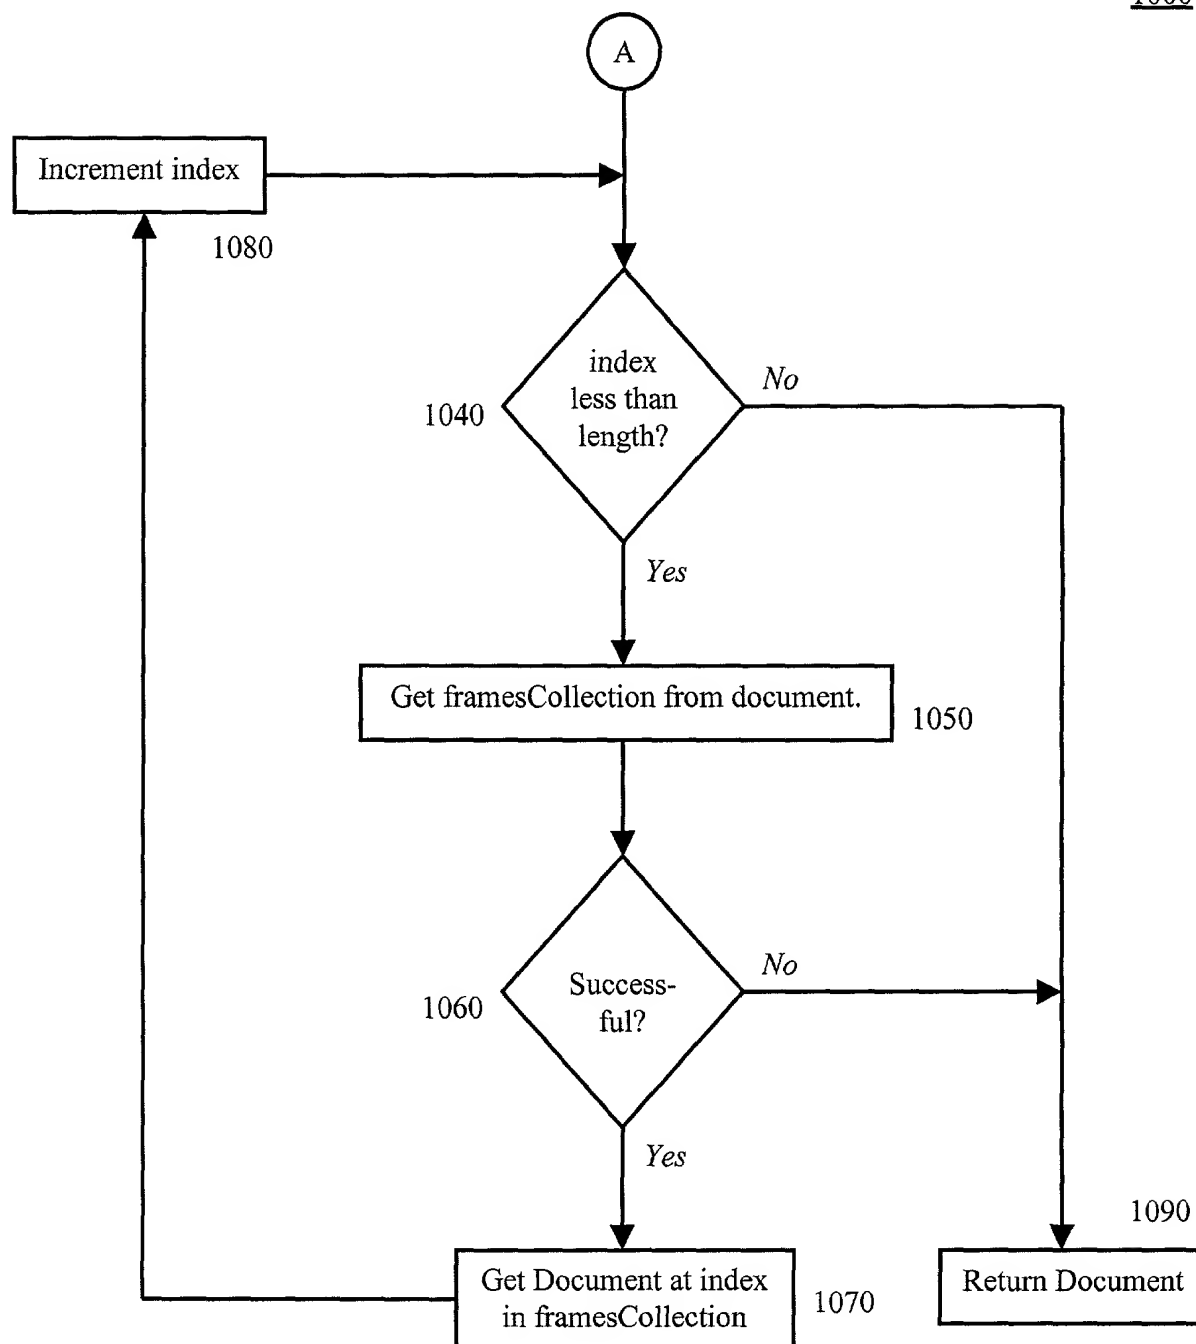 A
Increment index
1080
index
less than
length?
No
1040
Yes
Get framesCollection from document.
1050
Success-
ful?
No
1060
Yes
1090
Get Document at index
in framesCollection
1070
Return Document